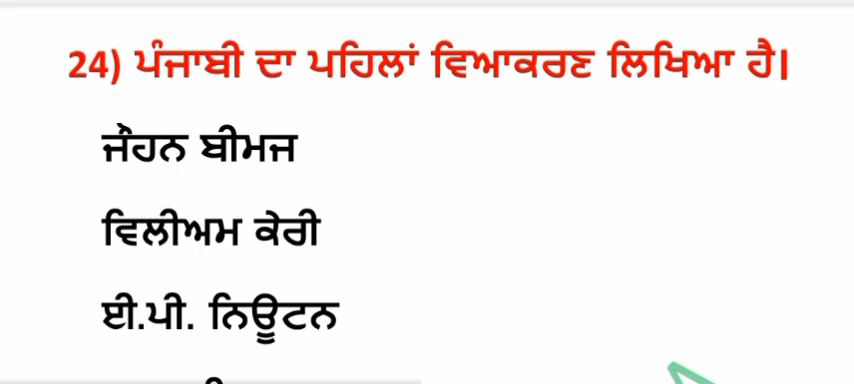 24) ਪੰਜਾਬੀ ਦਾ ਪਹਿਲਾਂ ਵਿਆਕਰਣ ਲਿਖਿਆ ਹੈ।
ਜੌਹਨ ਬੀਮਜ
ਵਿਲੀਅਮ ਕੇਰੀ
ਈ.ਪੀ. ਨਿਊਟਨ